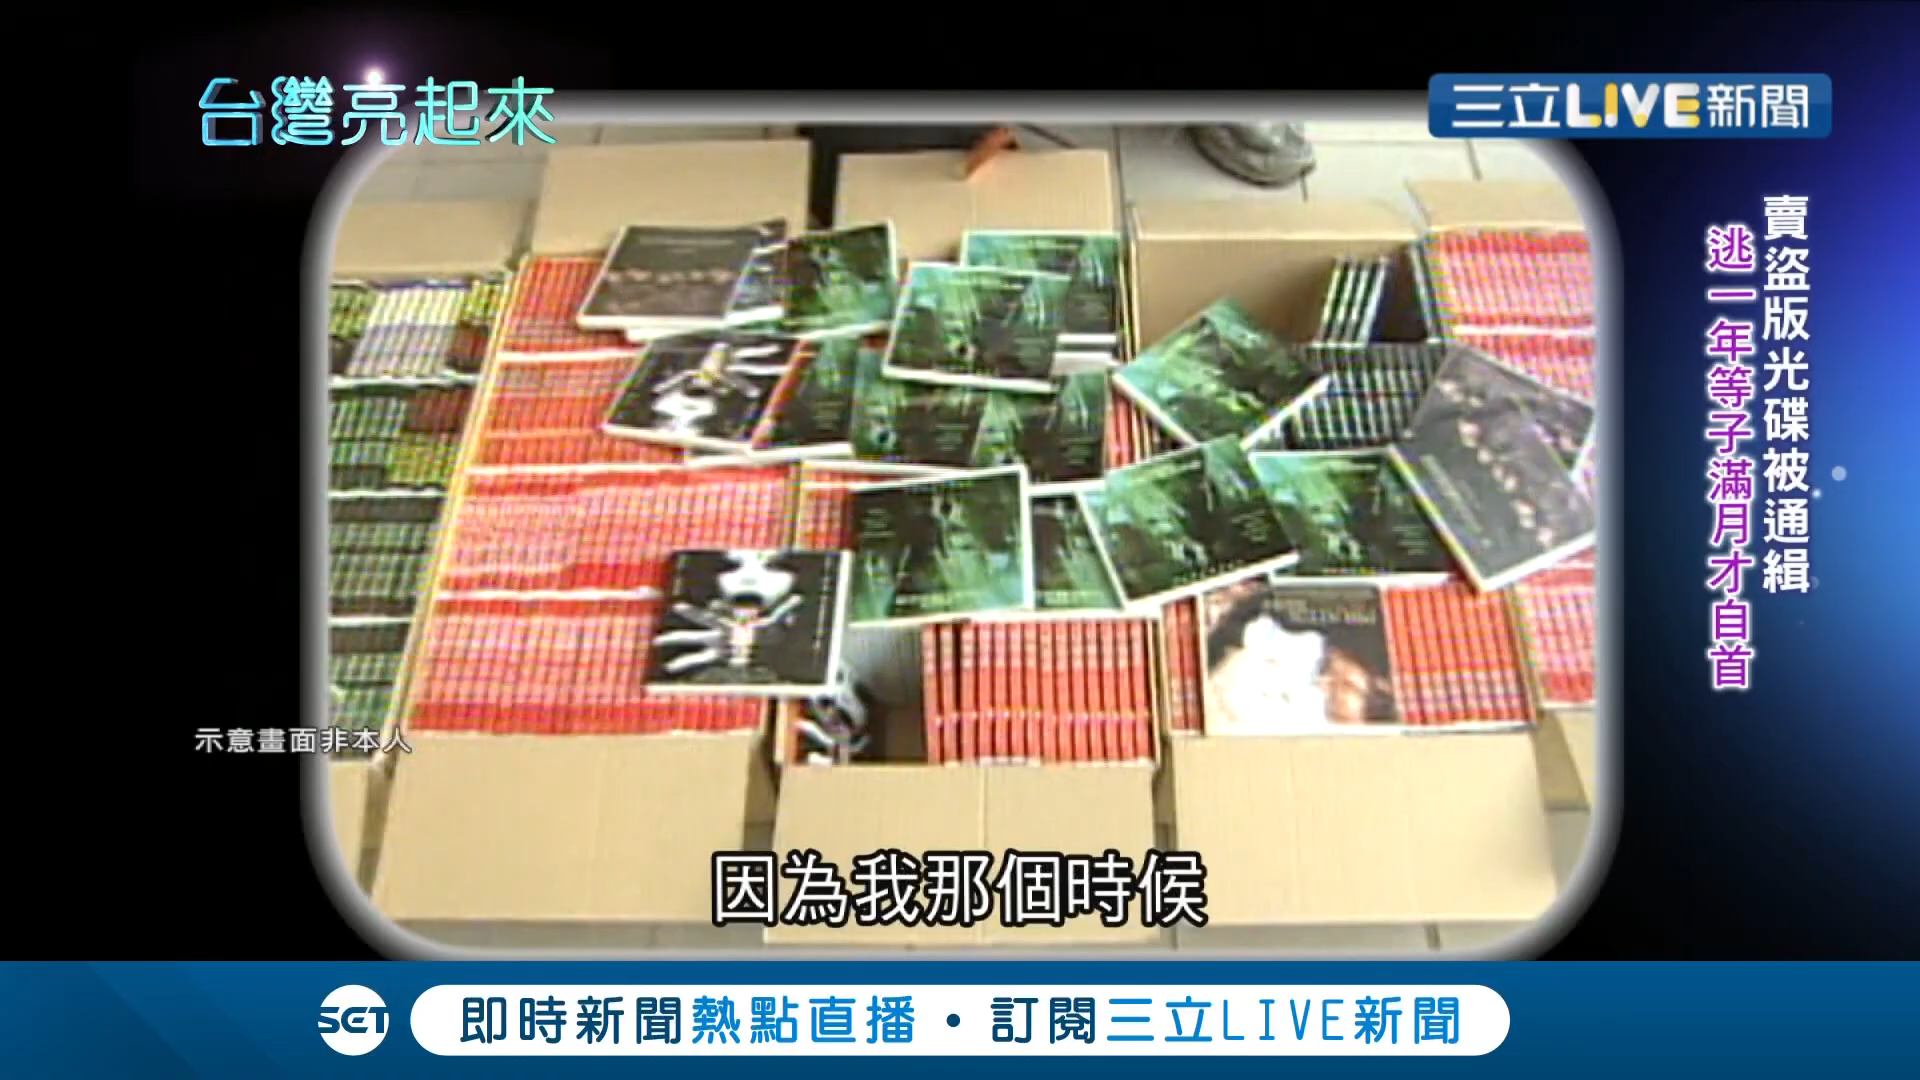 台灣亮起來
三立LIVE新聞
賣盜版光碟被通緝
逃一年等子滿月才自首
示意畫面非本人
因為我那個時候
SET
即時新聞熱點直播・訂閱三立LIVE新聞